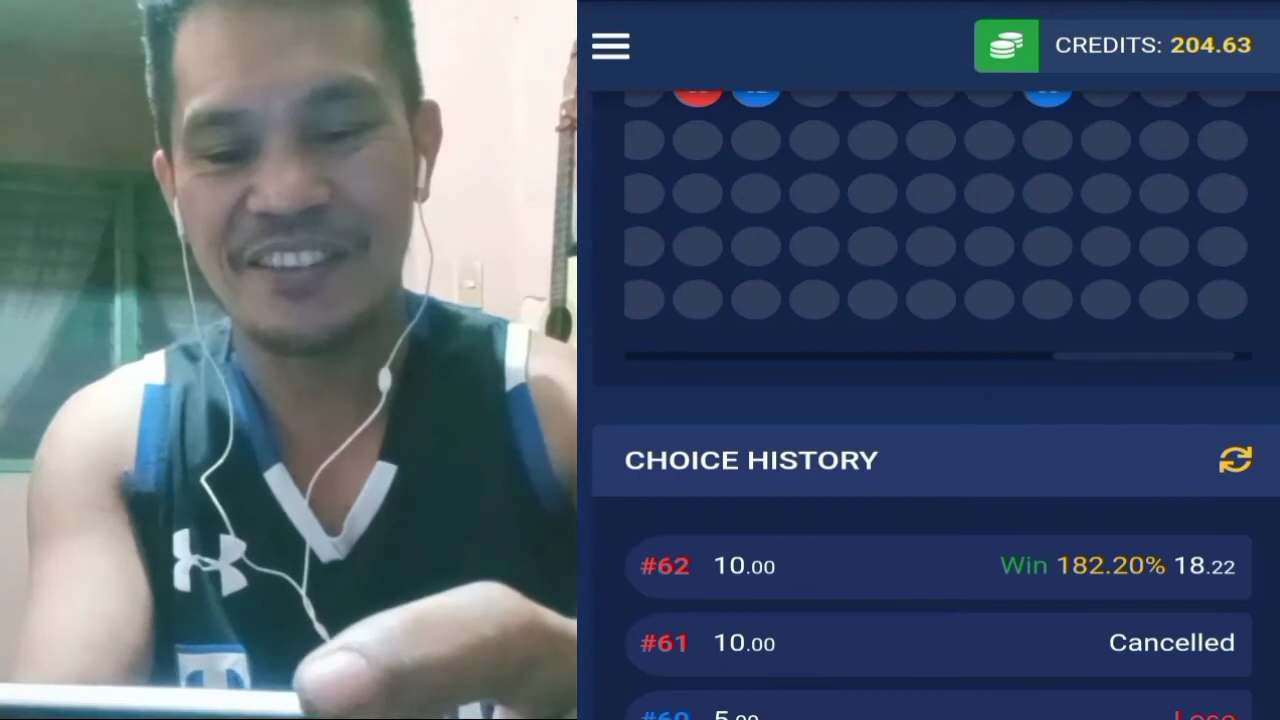 CREDITS: 204.63
CHOICE HISTORY
#62 10.00 Win 182.20% 18.22
#61 10.00 Cancelled